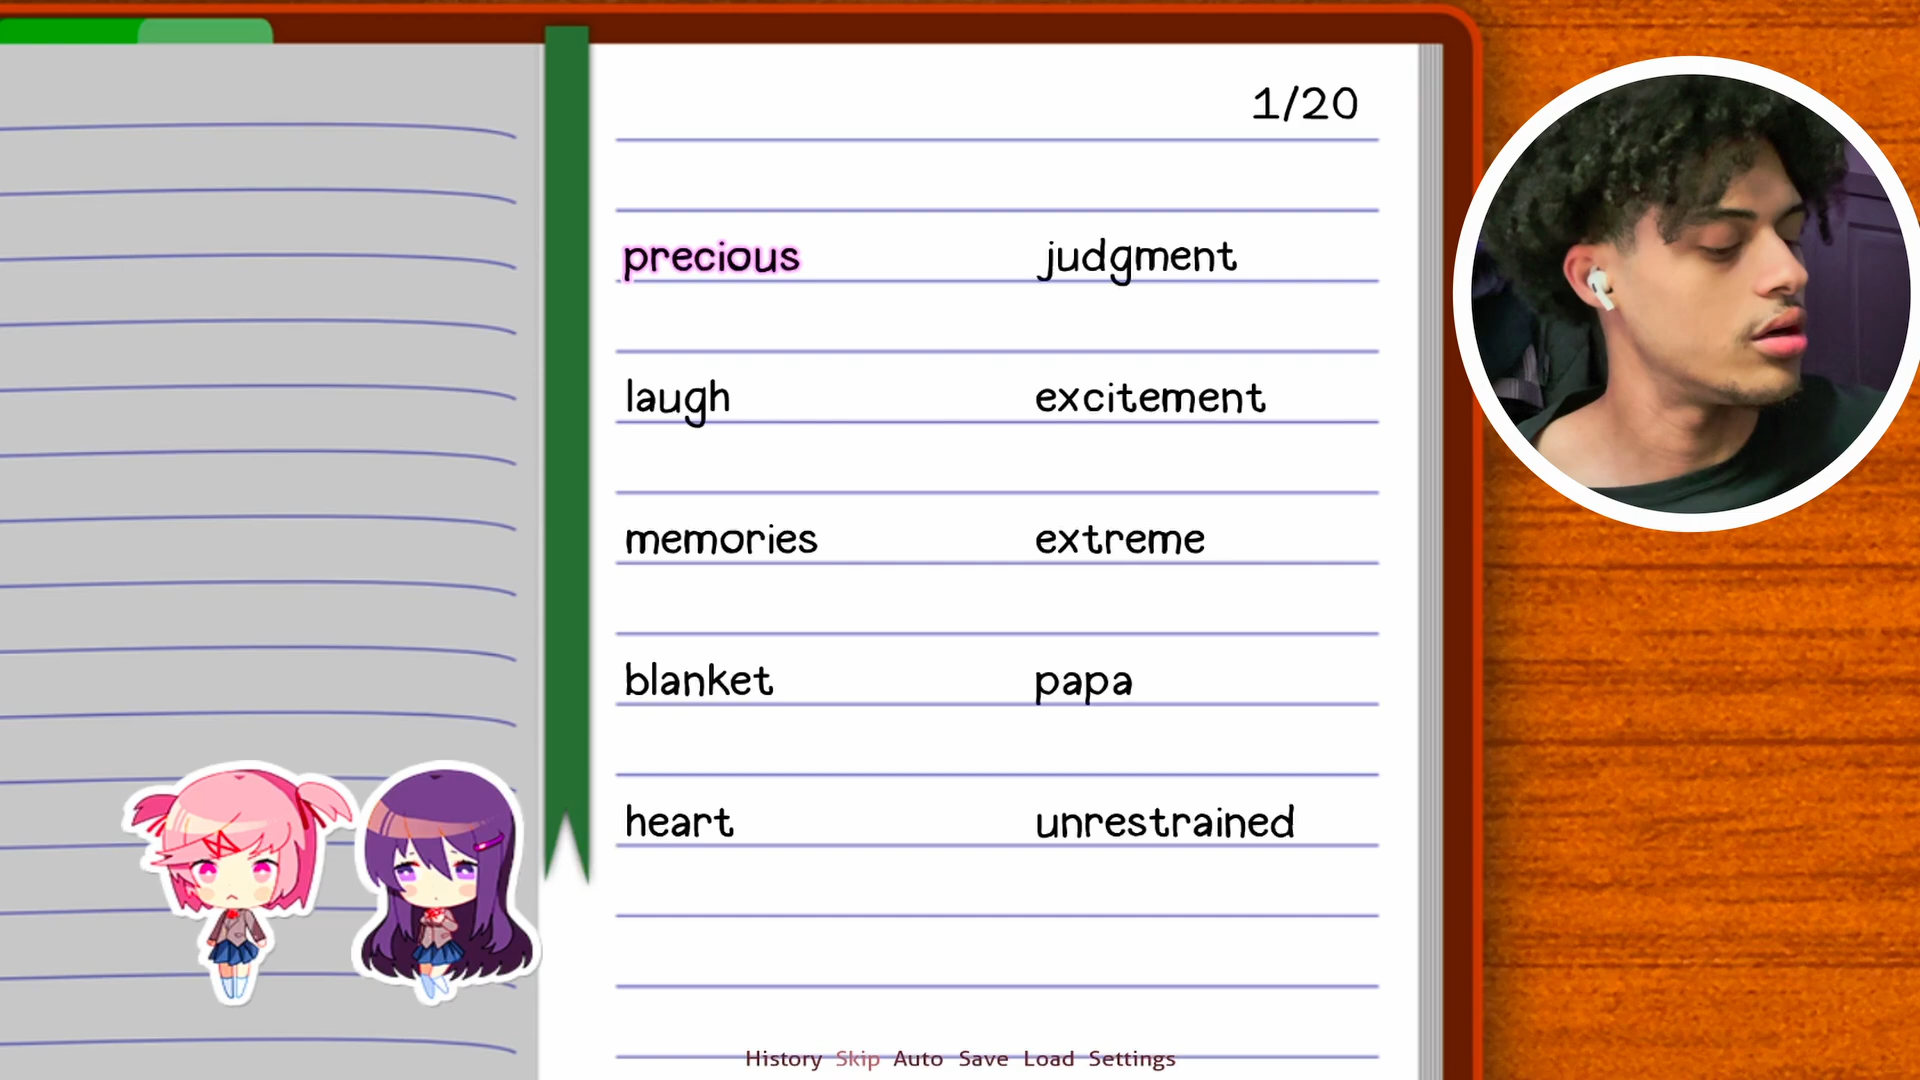 1/20
precious judgment
laugh excitement
memories extreme
blanket papa
heart unrestrained
History Skip Auto Save Load Settings